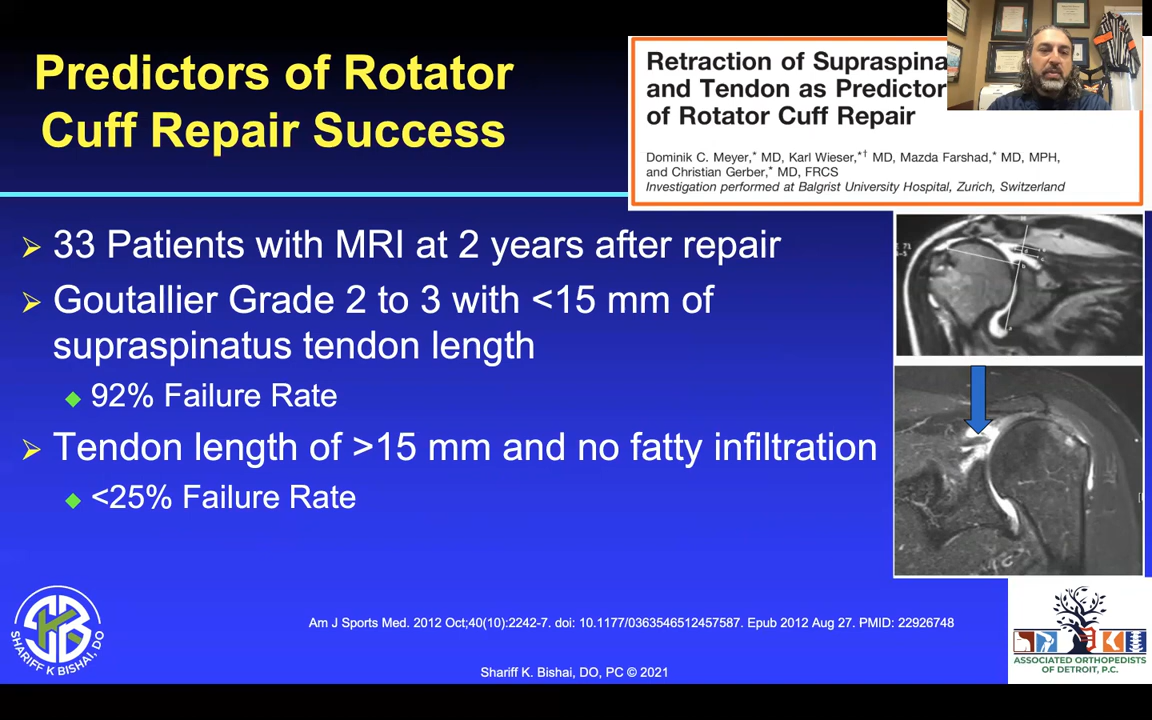 Predictors of Rotator
Cuff Repair Success
Retraction of
and Tendon as
of Rotator Cuff Repair
Dominik C. Meyer,* MD, Karl Wieser,*† MD, Mazda Farshad,* MD, MPH,
and Christian Gerber,* MD, FRCS
Investigation performed at Balgrist University Hospital, Zurich, Switzerland
➢ 33 Patients with MRI at 2 years after repair
➢ Goutallier Grade 2 to 3 with <15 mm of
supraspinatus tendon length
◆ 92% Failure Rate
➢ Tendon length of >15 mm and no fatty infiltration
◆ <25% Failure Rate
Am J Sports Med. 2012 Oct;40(10):2242-7. doi: 10.1177/0363546512457587. Epub 2012 Aug 27. PMID: 22926748
Shariff K. Bishai, DO, PC © 2021
SKB
SHARIFF K BISHAI, DO
ASSOCIATED ORTHOPEDISTS
OF DETROIT, P.C.